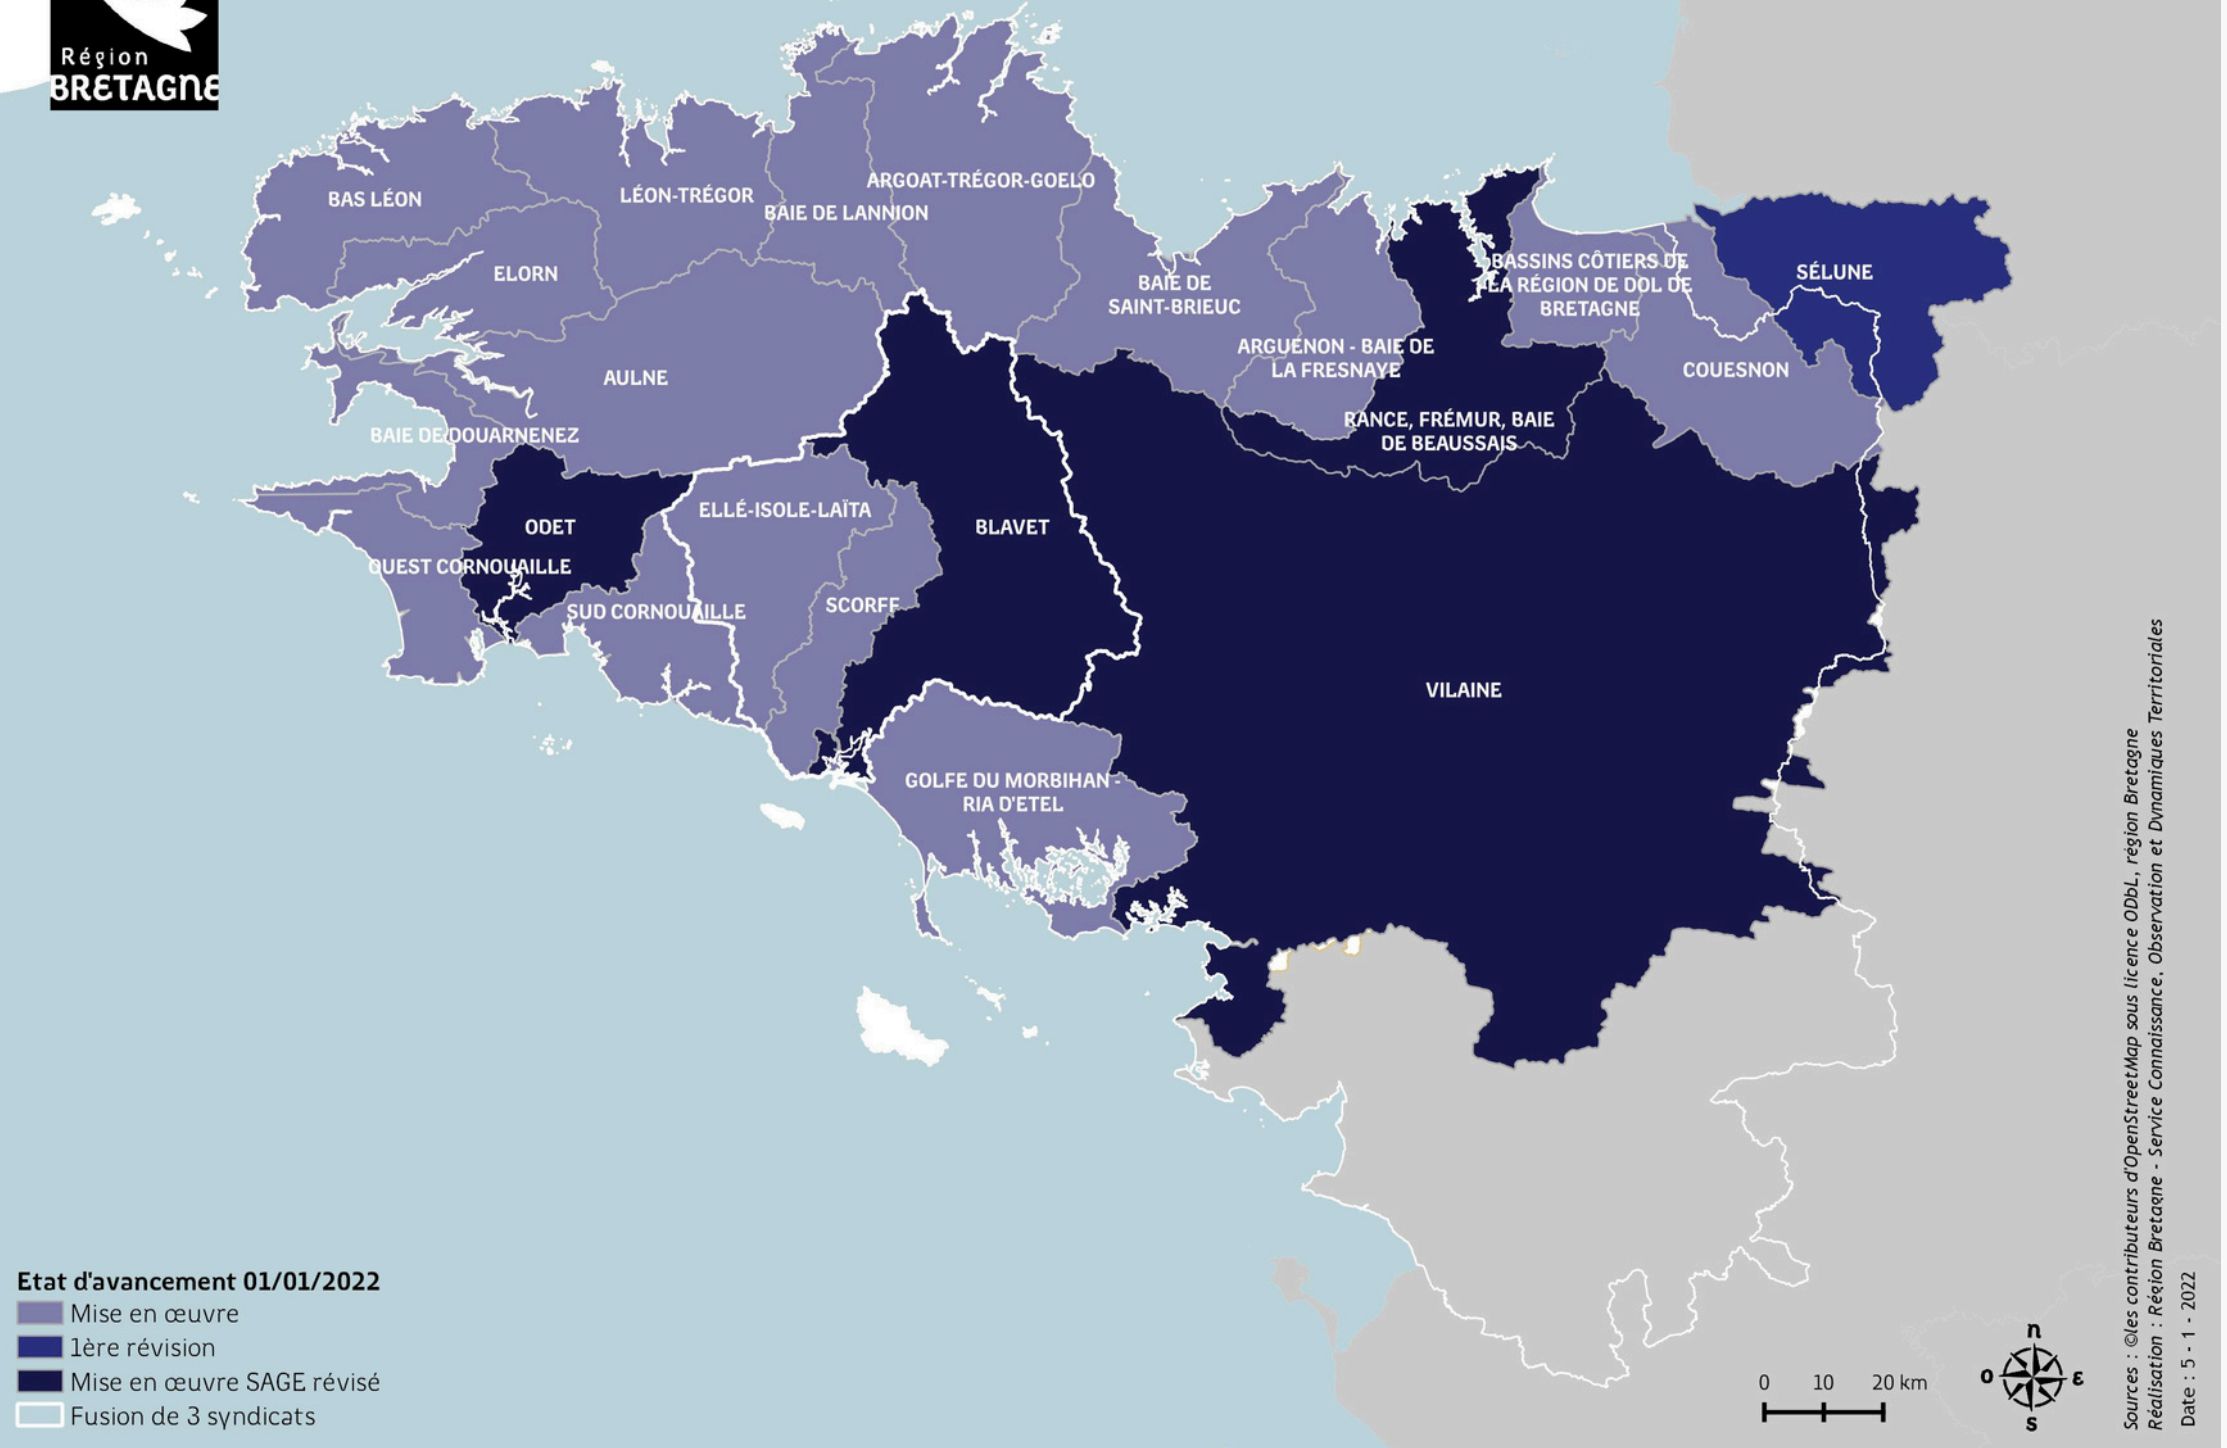 Région
BRETAGNE
BAS LÉON
LÉON-TRÉGOR
ARGOAT-TRÉGOR-GOELO
BAIE DE LANNION
ELORN
BAIE DE
SAINT-BRIEUC
BASSINS CÔTIERS DE
LA RÉGION DE DOL DE
BRETAGNE
SÉLUNE
AULNE
ARGUENON - BAIE DE
LA FRESNAYE
COUESNON
BAIE DE DOUARNENEZ
RANCE, FRÉMUR, BAIE
DE BEAUSSAIS
ODET
ELLÉ-ISOLE-LAÏTA
BLAVET
OUEST CORNOUAILLE
SUD CORNOUAILLE
SCORFF
VILAINE
GOLFE DU MORBIHAN -
RIA D'ETEL
Etat d'avancement 01/01/2022
Mise en œuvre
1ère révision
Mise en œuvre SAGE révisé
Fusion de 3 syndicats
0 10 20 km
n
O
ε
s
Sources : ©les contributeurs d'OpenStreetMap sous licence ODbL, région Bretagne
Réalisation : Région Bretagne - Service Connaissance, Observation et Dynamiques Territoriales
Date : 5 - 1 - 2022